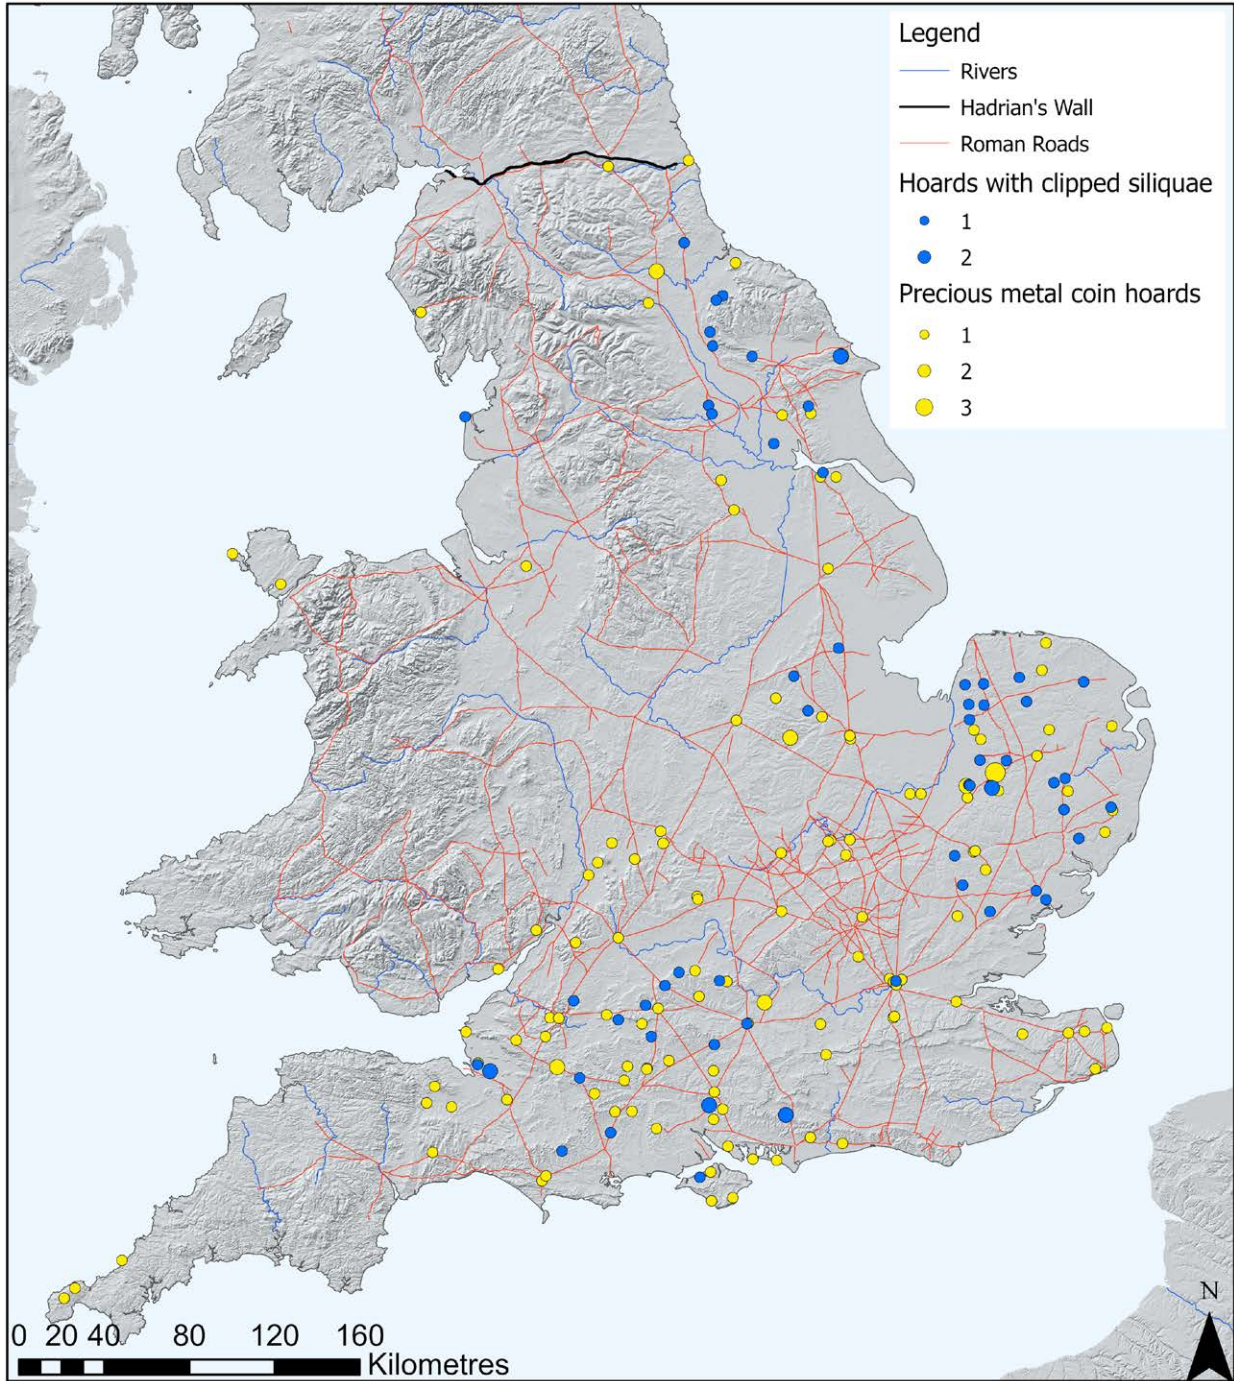 Legend
Rivers
Hadrian's Wall
Roman Roads
Hoards with clipped siliquae
1
2
Precious metal coin hoards
1
2
3
N
0 20 40 80 120 160
Kilometres